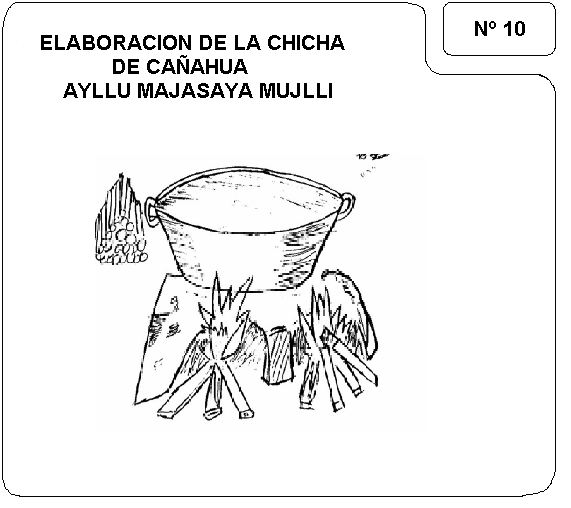 ELABORACION DE LA CHICHA
DE CAÑAHUA
AYLLU MAJASAYA MUJLLI
Nº 10